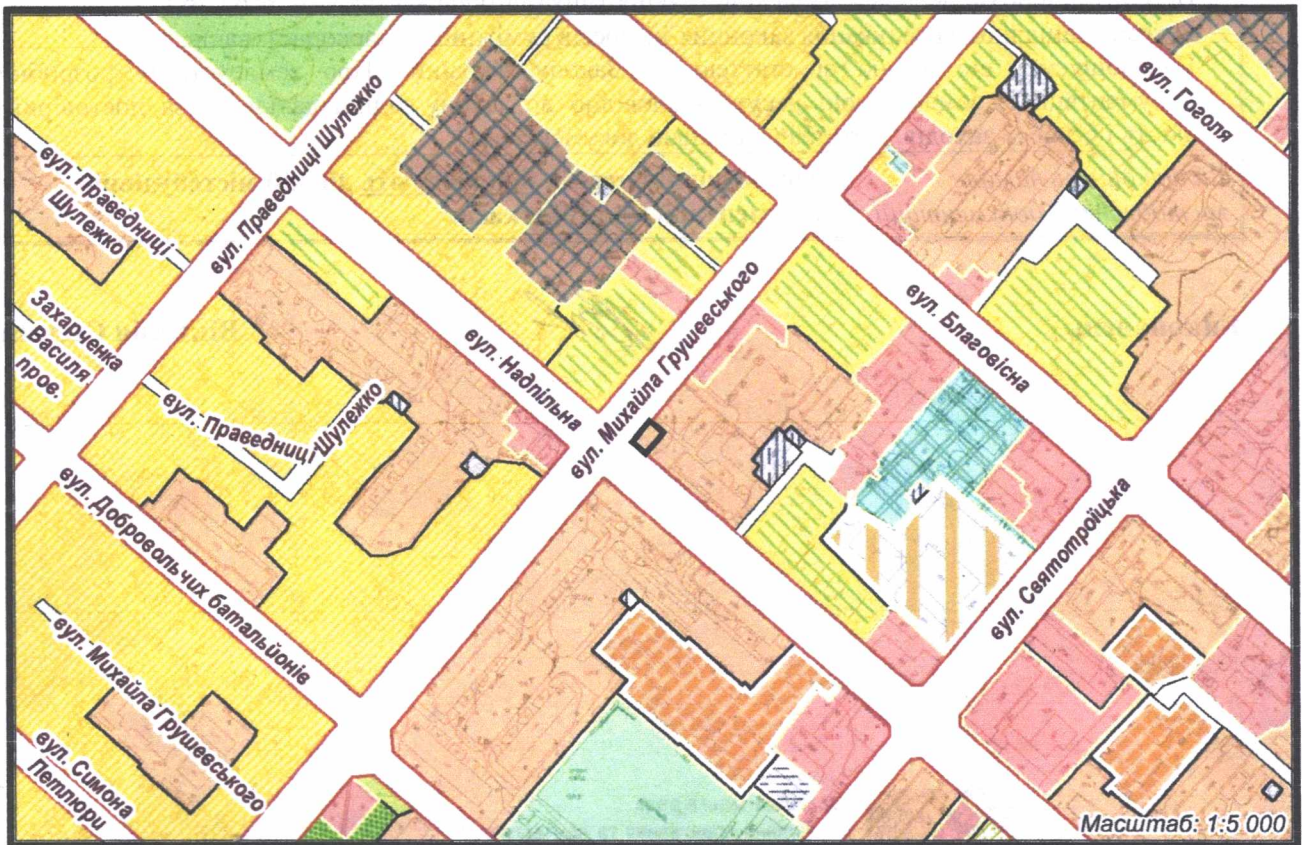 вул. Гоголя
вул. Праведниці Шулежко
вул. Праведниці
Шулежко
Захарченка
Василя
пров.
вул. Праведниці Шулежко
вул. Надпільна
вул. Михайла Грушевського
вул. Благовісна
вул. Добровольчих батальйонів
вул. Святотроїцька
вул. Михайла Грушевського
вул. Симона
Петлюри
Масштаб: 1:5 000